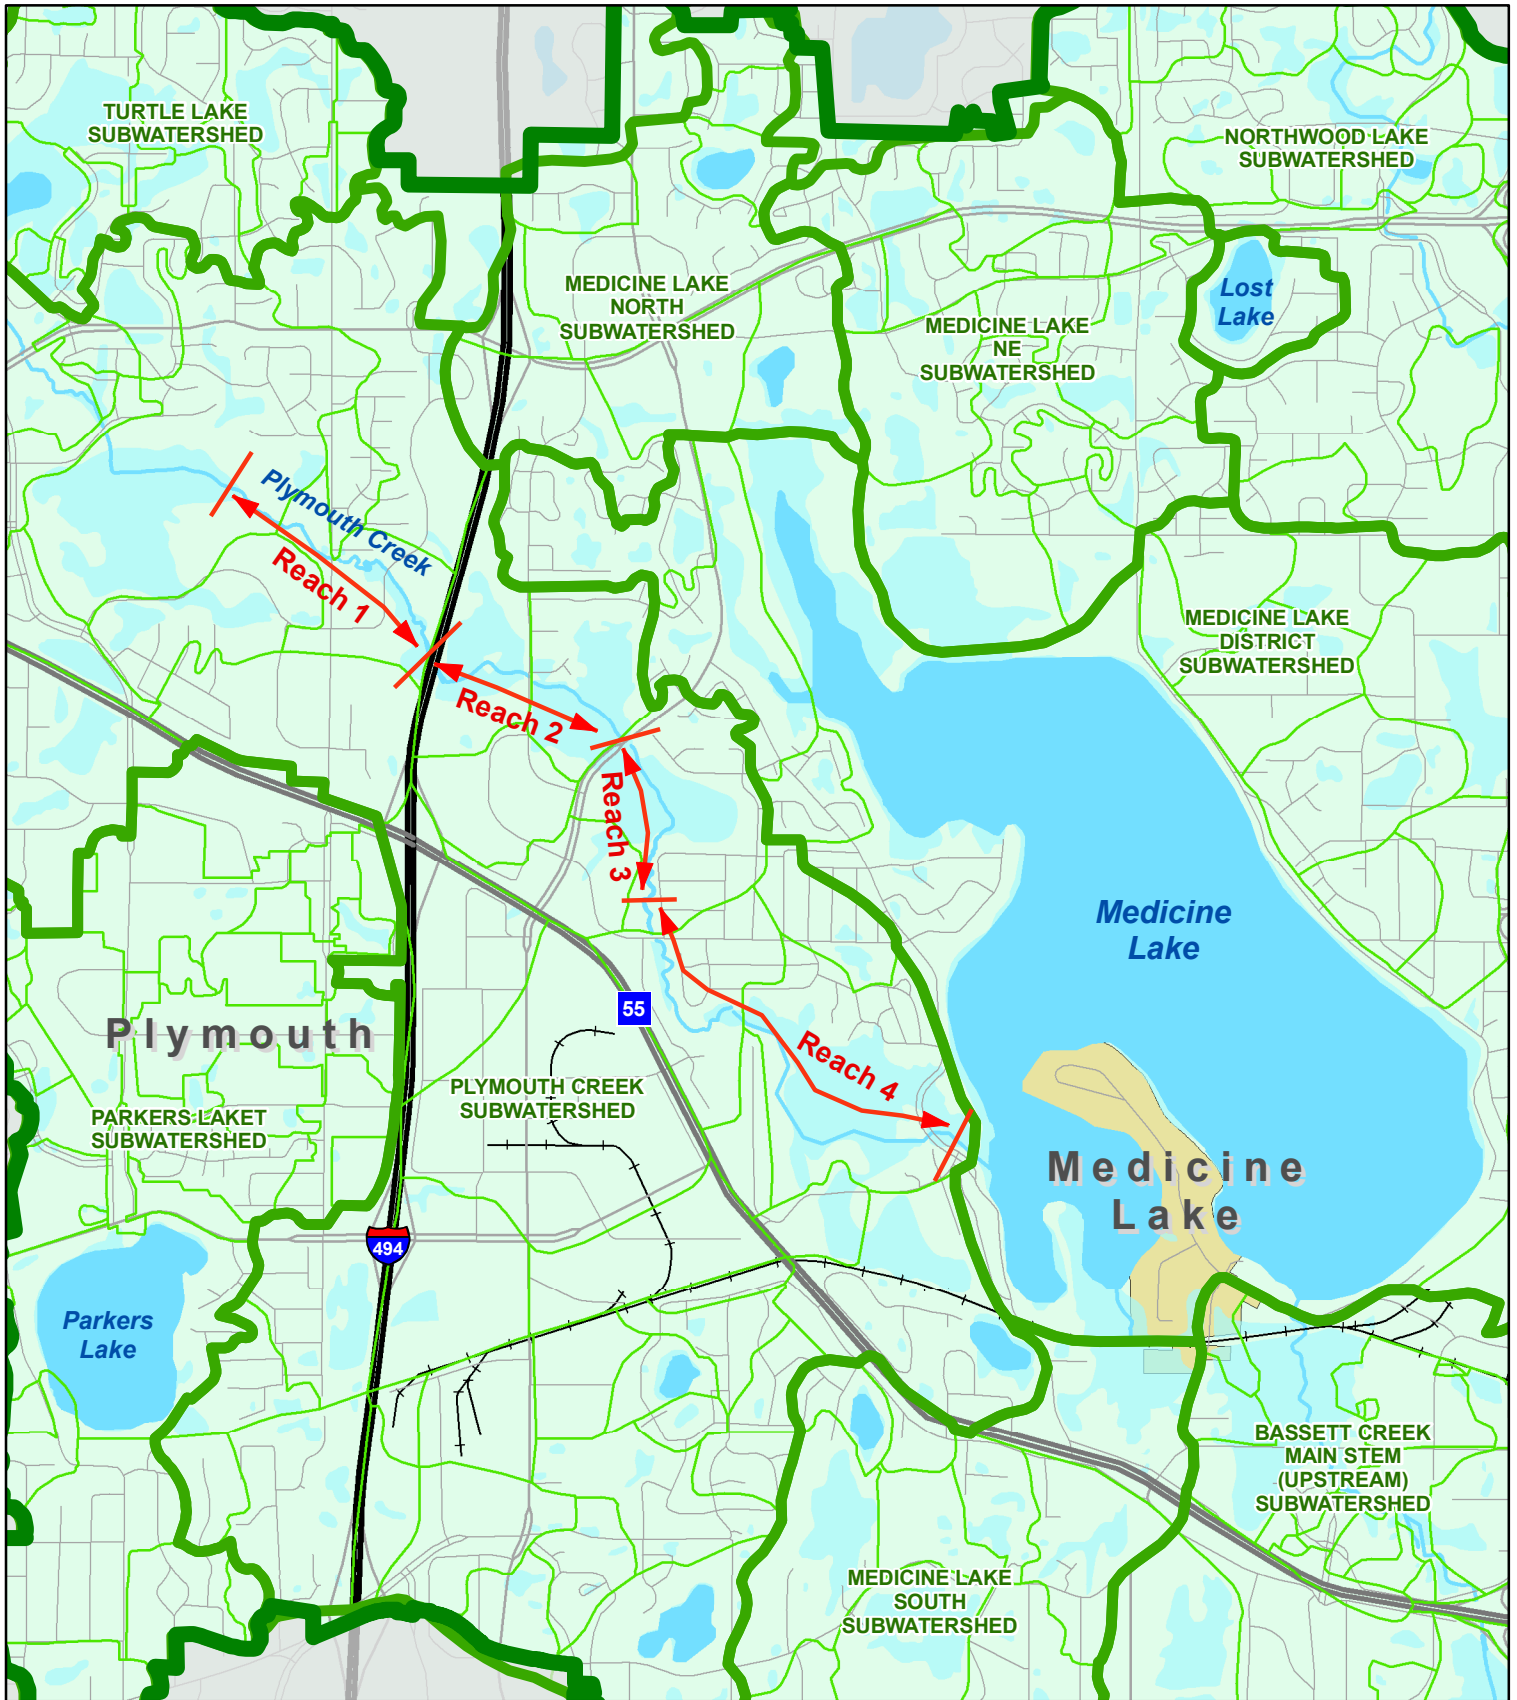 TURTLE LAKE
SUBWATERSHED
NORTHWOOD LAKE
SUBWATERSHED
MEDICINE LAKE
NORTH
SUBWATERSHED
Lost
Lake
MEDICINE LAKE
NE
SUBWATERSHED
Plymouth Creek
Reach 1
MEDICINE LAKE
DISTRICT
SUBWATERSHED
Reach 2
Reach 3
Medicine
Lake
55
Plymouth
Reach 4
PLYMOUTH CREEK
SUBWATERSHED
PARKERS LAKET
SUBWATERSHED
Medicine
Lake
494
Parkers
Lake
BASSETT CREEK
MAIN STEM
(UPSTREAM)
SUBWATERSHED
MEDICINE LAKE
SOUTH
SUBWATERSHED